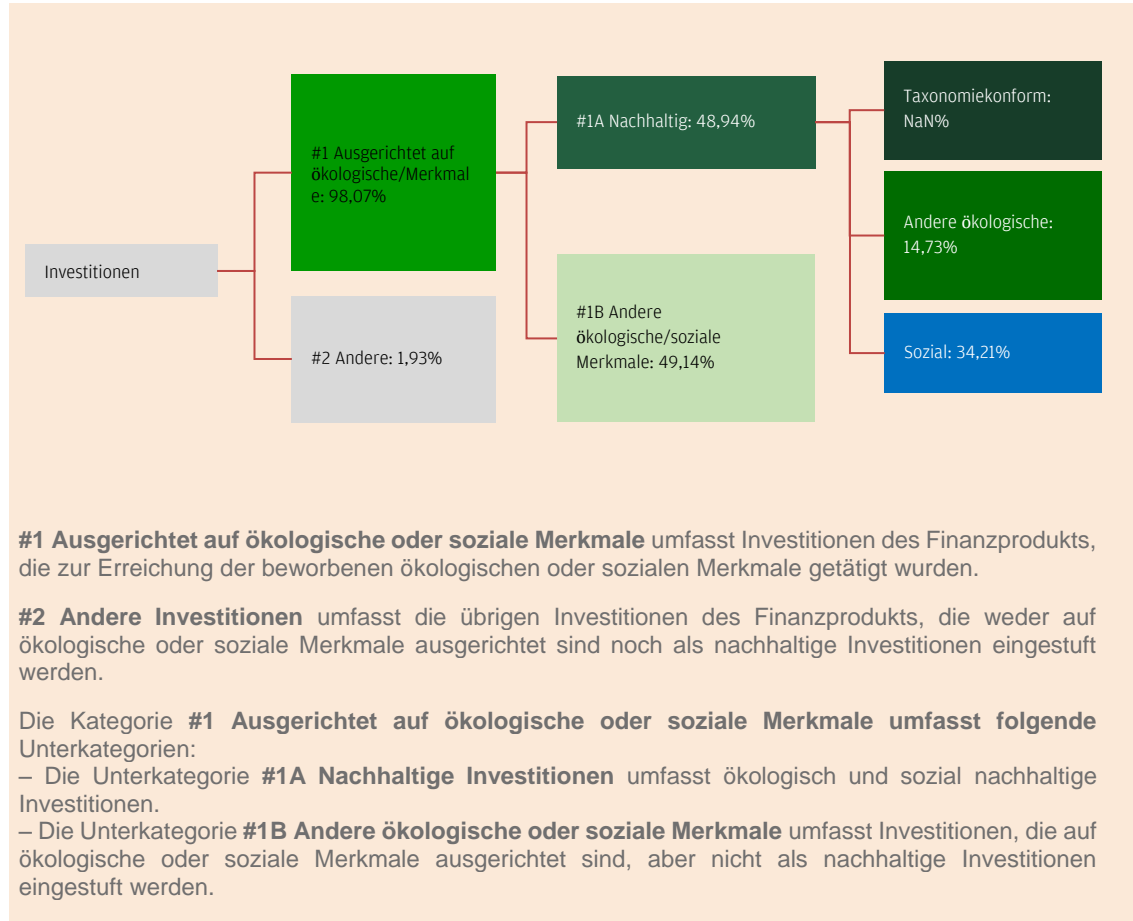 Investitionen
#1 Ausgerichtet auf
ökologische/Merkmal
e: 98,07%
#2 Andere: 1,93%
#1A Nachhaltig: 48,94%
#1B Andere
ökologische/soziale
Merkmale: 49,14%
Taxonomiekonform:
NaN%
Andere ökologische:
14,73%
Sozial: 34,21%
#1 Ausgerichtet auf ökologische oder soziale Merkmale umfasst Investitionen des Finanzprodukts,
die zur Erreichung der beworbenen ökologischen oder sozialen Merkmale getätigt wurden.
#2 Andere Investitionen umfasst die übrigen Investitionen des Finanzprodukts, die weder auf
ökologische oder soziale Merkmale ausgerichtet sind noch als nachhaltige Investitionen eingestuft
werden.
Die Kategorie #1 Ausgerichtet auf ökologische oder soziale Merkmale umfasst folgende
Unterkategorien:
– Die Unterkategorie #1A Nachhaltige Investitionen umfasst ökologisch und sozial nachhaltige
Investitionen.
– Die Unterkategorie #1B Andere ökologische oder soziale Merkmale umfasst Investitionen, die auf
ökologische oder soziale Merkmale ausgerichtet sind, aber nicht als nachhaltige Investitionen
eingestuft werden.